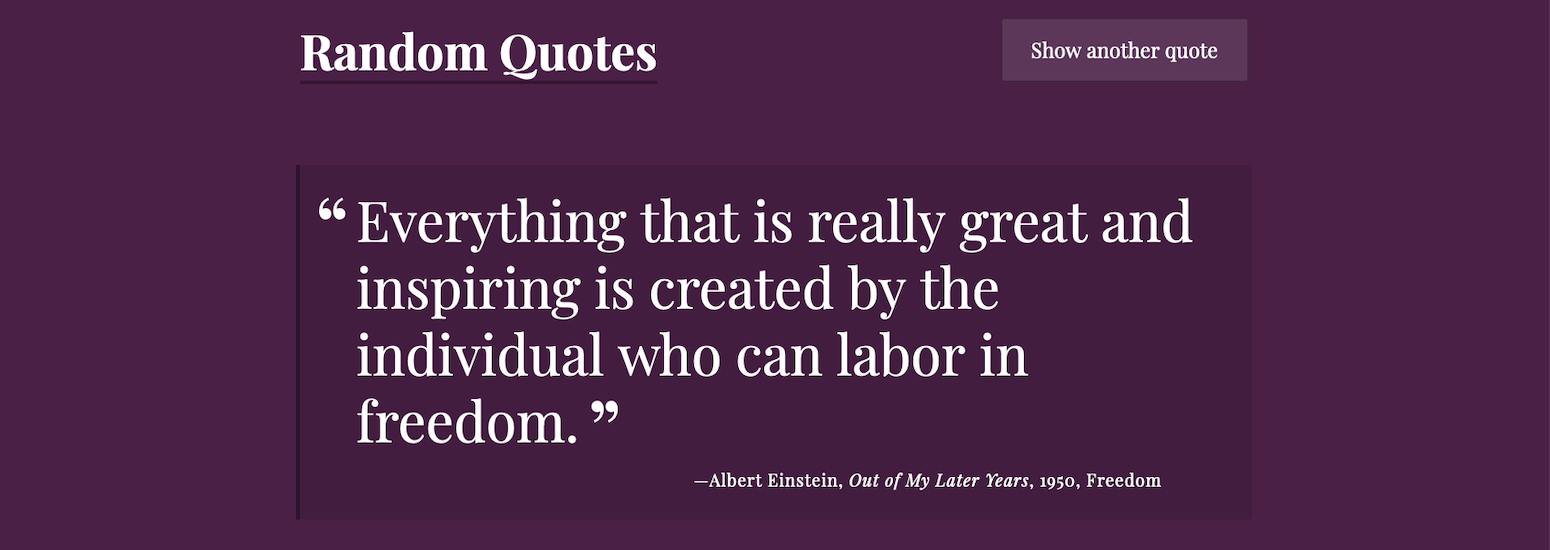 Random Quotes
Show another quote
“Everything that is really great and
inspiring is created by the
individual who can labor in
freedom.”
—Albert Einstein, Out of My Later Years, 1950, Freedom